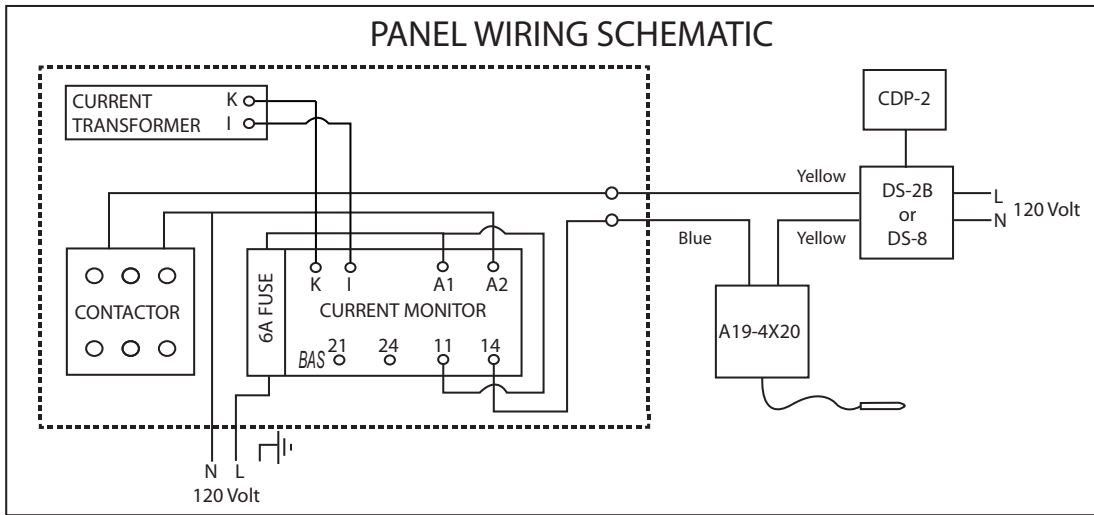 PANEL WIRING SCHEMATIC
CURRENT
TRANSFORMER
K
I
CDP-2
Yellow
DS-2B
or
DS-8
L
N
120 Volt
Blue
Yellow
CONTACTOR
6A FUSE
K I A1 A2
CURRENT MONITOR
BAS 21 24 11 14
A19-4X20
N L
120 Volt